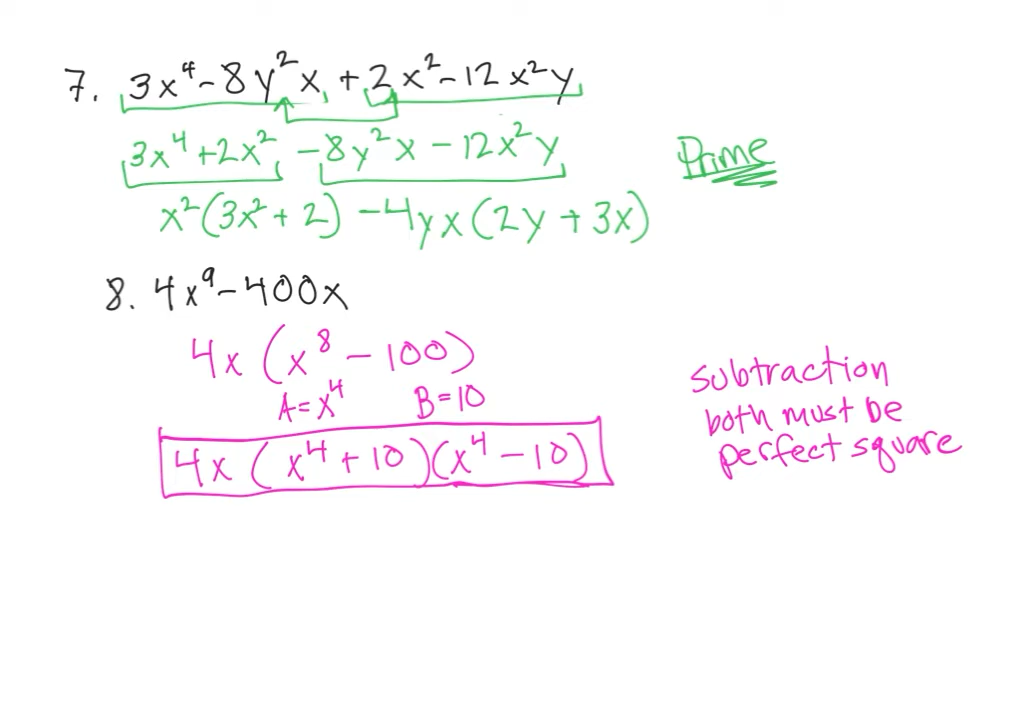 7. 3x⁴-8y²x, +2x²-12x²y
3x⁴+2x² -8y²x-12x²y
Prime
x²(3x²+2) -4yx(2y+3x)
8. 4x⁹-400x
4x(x⁸-100)
A=x⁴ B=10
4x(x⁴+10)(x⁴-10)
subtraction
both must be
perfect square